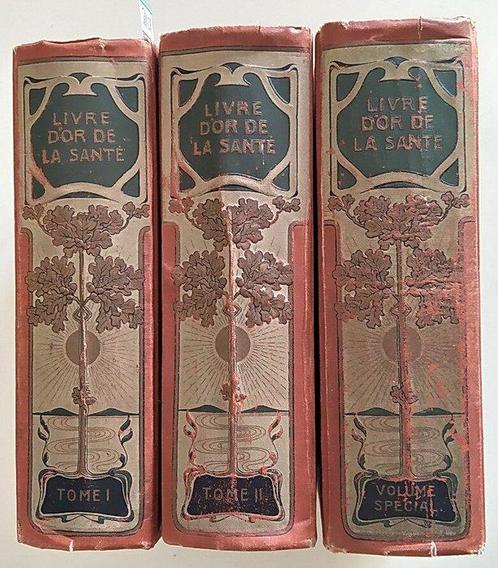 LIVRE
D'OR DE
LA SANTÉ
TOME I
LIVRE
D'OR DE
LA SANTÉ
TOME II
LIVRE
D'OR DE
LA SANTÉ
VOLUME
SPÉCIAL